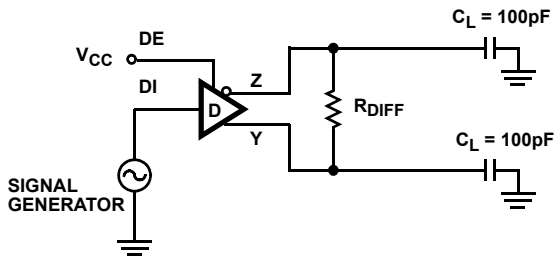 C_L = 100pF
DE
V_CC
Z
DI
D
R_DIFF
Y
C_L = 100pF
SIGNAL
GENERATOR